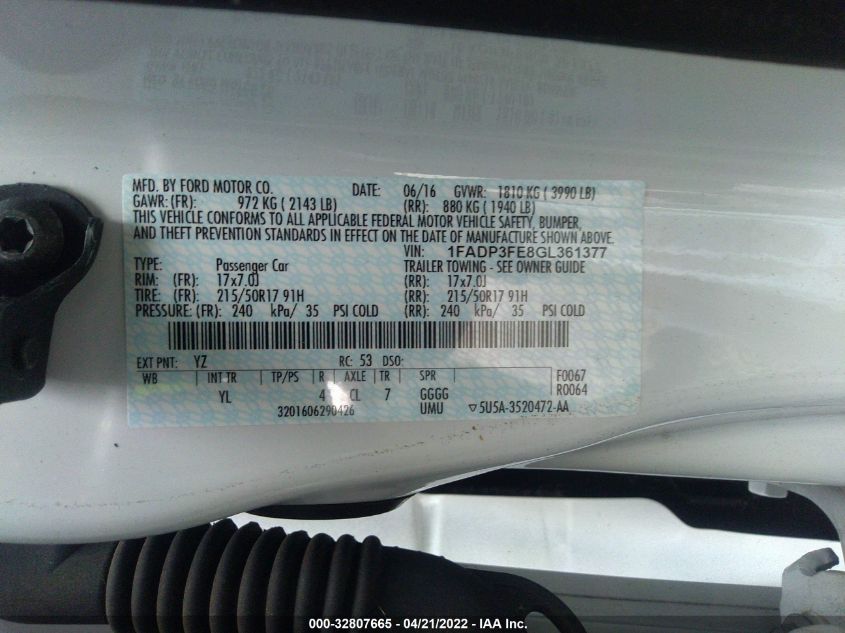 MFD. BY FORD MOTOR CO. DATE: 06/16 GVWR: 1810 KG ( 3990 LB)
GAWR: (FR): 972 KG ( 2143 LB) (RR): 880 KG ( 1940 LB)
THIS VEHICLE CONFORMS TO ALL APPLICABLE FEDERAL MOTOR VEHICLE SAFETY, BUMPER,
AND THEFT PREVENTION STANDARDS IN EFFECT ON THE DATE OF MANUFACTURE SHOWN ABOVE.
VIN: 1FADP3FE8GL361377
TYPE: Passenger Car TRAILER TOWING - SEE OWNER GUIDE
RIM: (FR): 17x7.0J (RR): 17x7.0J
TIRE: (FR): 215/50R17 91H (RR): 215/50R17 91H
PRESSURE: (FR): 240 kPa/ 35 PSI COLD (RR): 240 kPa/ 35 PSI COLD
EXT PNT: YZ RC: 53 DSO: F0067
WB INT TR TP/PS R AXLE TR SPR R0064
YL 4 CL 7 GGGG
3201606290426 UMU ▽5U5A-3520472-AA
000-32807665 - 04/21/2022 - IAA Inc.